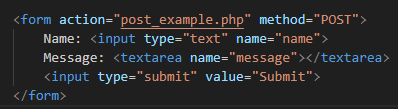 <form action="post_example.php" method="POST">
    Name: <input type="text" name="name">
    Message: <textarea name="message"></textarea>
    <input type="submit" value="Submit">
</form>